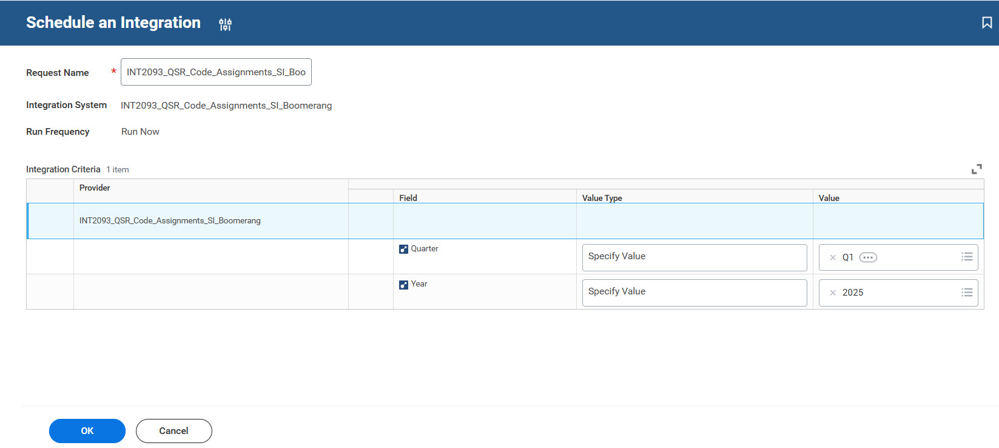 Schedule an Integration
Request Name * INT2093_QSR_Code_Assignments_SI_Boo
Integration System INT2093_QSR_Code_Assignments_SI_Boomerang
Run Frequency Run Now
Integration Criteria 1 item
Provider
Field Value Type Value
INT2093_QSR_Code_Assignments_SI_Boomerang
Quarter Specify Value × Q1
Year Specify Value × 2025
OK Cancel